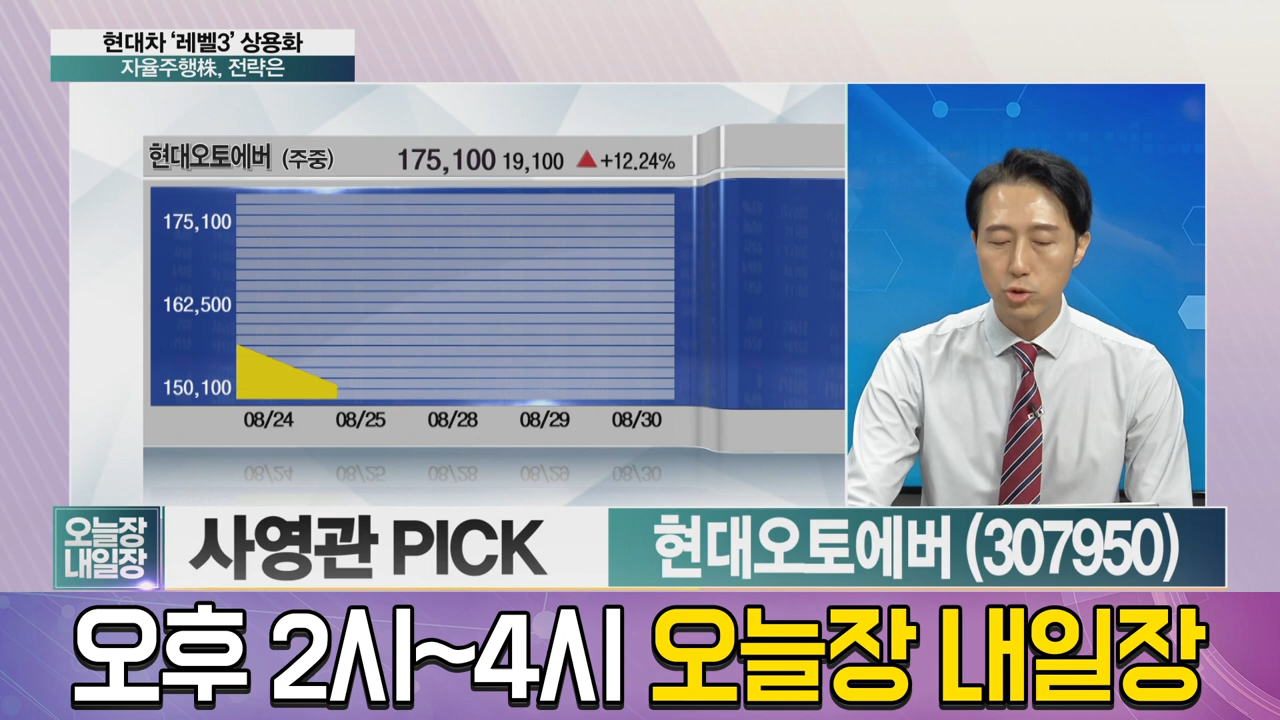 현대차 ‘레벨3’ 상용화
자율주행株, 전략은
현대오토에버 (주중) 175,100 19,100 ▲+12.24%
175,100
162,500
150,100
08/24 08/25 08/28 08/29 08/30
오늘장
내일장
사영관 PICK
현대오토에버 (307950)
오후 2시~4시 오늘장 내일장